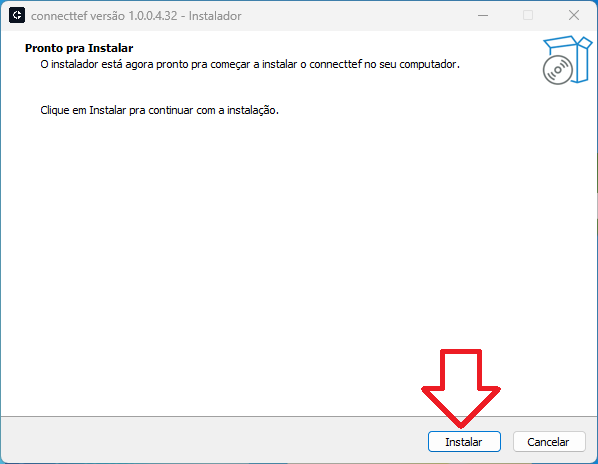 connecttef versão 1.0.0.4.32 - Instalador
Pronto pra Instalar
O instalador está agora pronto pra começar a instalar o connecttef no seu computador.
Clique em Instalar pra continuar com a instalação.
Instalar
Cancelar